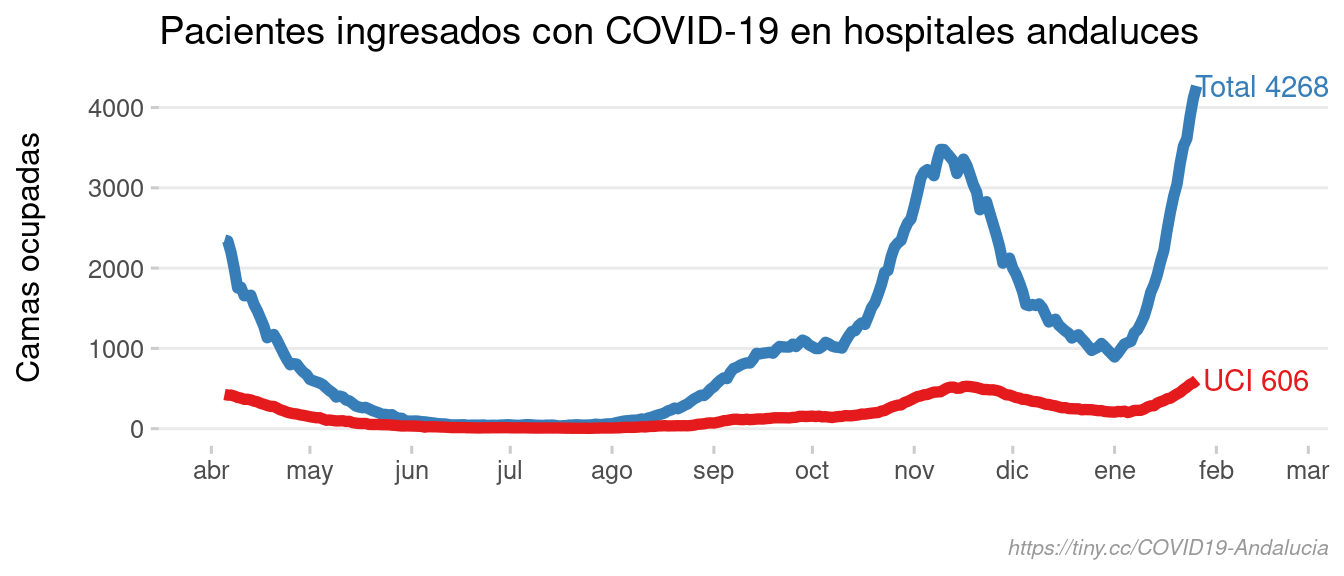 Pacientes ingresados con COVID-19 en hospitales andaluces
Camas ocupadas
4000
3000
2000
1000
0
Total 4268
UCI 606
abr may jun jul ago sep oct nov dic ene feb mar
https://tiny.cc/COVID19-Andalucia